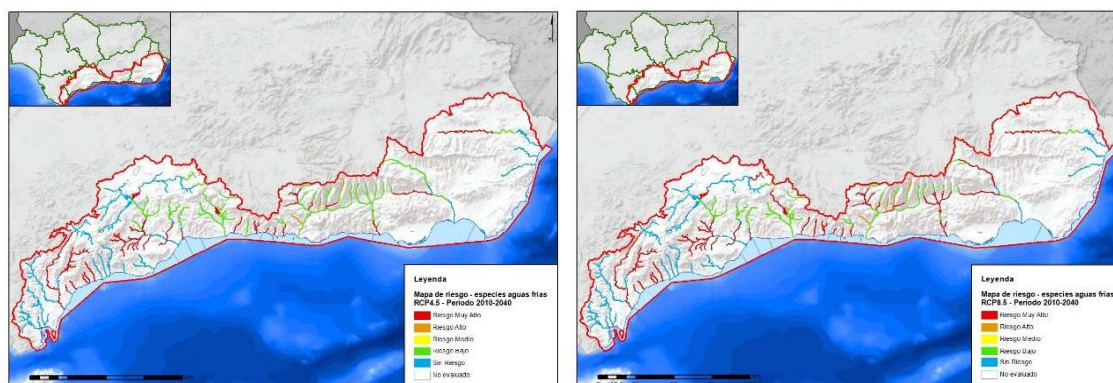 Leyenda
Mapa de riesgo - especies aguas frías
RCP4.5 - Periodo 2010-2040
Riesgo Muy Alto
Riesgo Alto
Riesgo Medio
Riesgo Bajo
Sin Riesgo
No evaluado
Leyenda
Mapa de riesgo - especies aguas frías
RCP8.5 - Periodo 2010-2040
Riesgo Muy Alto
Riesgo Alto
Riesgo Medio
Riesgo Bajo
Sin Riesgo
No evaluado